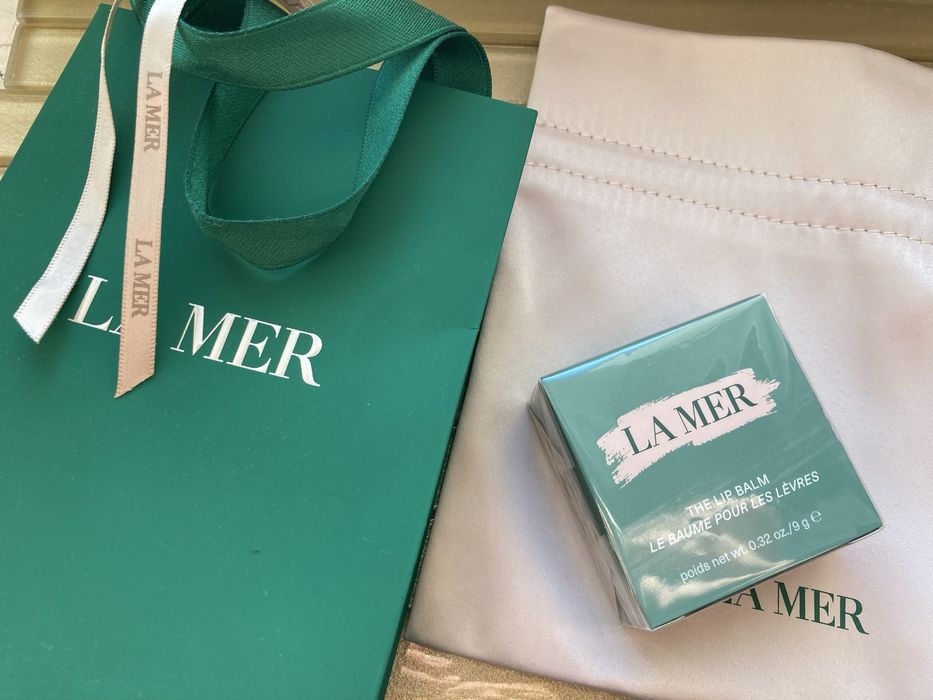 LA MER
LA MER
LA MER
LA MER
THE LIP BALM
LE BAUME POUR LES LÈVRES
poids net wt. 0.32 oz./9 g ℮
LA MER